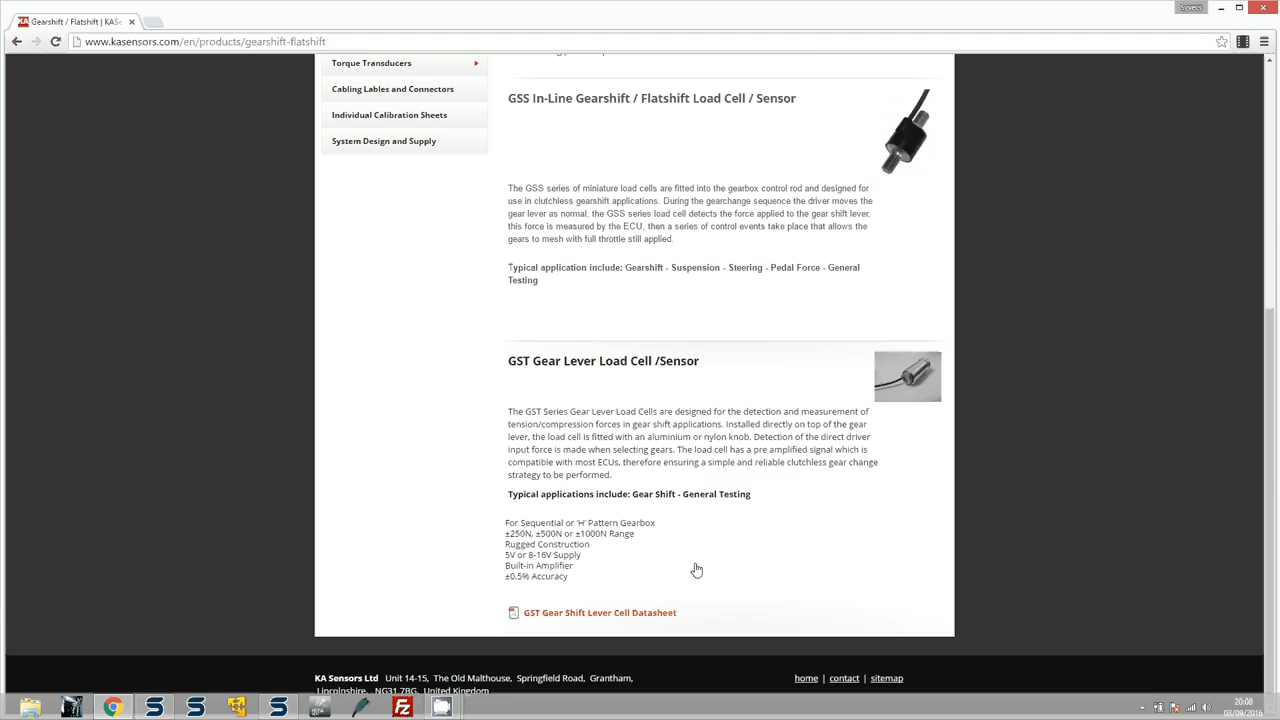 Gearshift / Flatshift | KASe
Syvecs
www.kasensors.com/en/products/gearshift-flatshift
Torque Transducers
Cabling Lables and Connectors
Individual Calibration Sheets
System Design and Supply
GSS In-Line Gearshift / Flatshift Load Cell / Sensor
The GSS series of miniature load cells are fitted into the gearbox control rod and designed for
use in clutchless gearshift applications. During the gearchange sequence the driver moves the
gear lever as normal, the GSS series load cell detects the force applied to the gear shift lever,
this force is measured by the ECU, then a series of control events take place that allows the
gears to mesh with full throttle still applied.
Typical application include: Gearshift - Suspension - Steering - Pedal Force - General
Testing
GST Gear Lever Load Cell /Sensor
The GST Series Gear Lever Load Cells are designed for the detection and measurement of
tension/compression forces in gear shift applications. Installed directly on top of the gear
lever, the load cell is fitted with an aluminium or nylon knob. Detection of the direct driver
input force is made when selecting gears. The load cell has a pre amplified signal which is
compatible with most ECUs, therefore ensuring a simple and reliable clutchless gear change
strategy to be performed.
Typical applications include: Gear Shift - General Testing
For Sequential or 'H' Pattern Gearbox
±250N, ±500N or ±1000N Range
Rugged Construction
5V or 8-16V Supply
Built-in Amplifier
±0.5% Accuracy
GST Gear Shift Lever Cell Datasheet
KA Sensors Ltd Unit 14-15, The Old Malthouse, Springfield Road, Grantham,
Lincolnshire, NG31 7BG, United Kingdom
home | contact | sitemap
20:08
03/09/2016